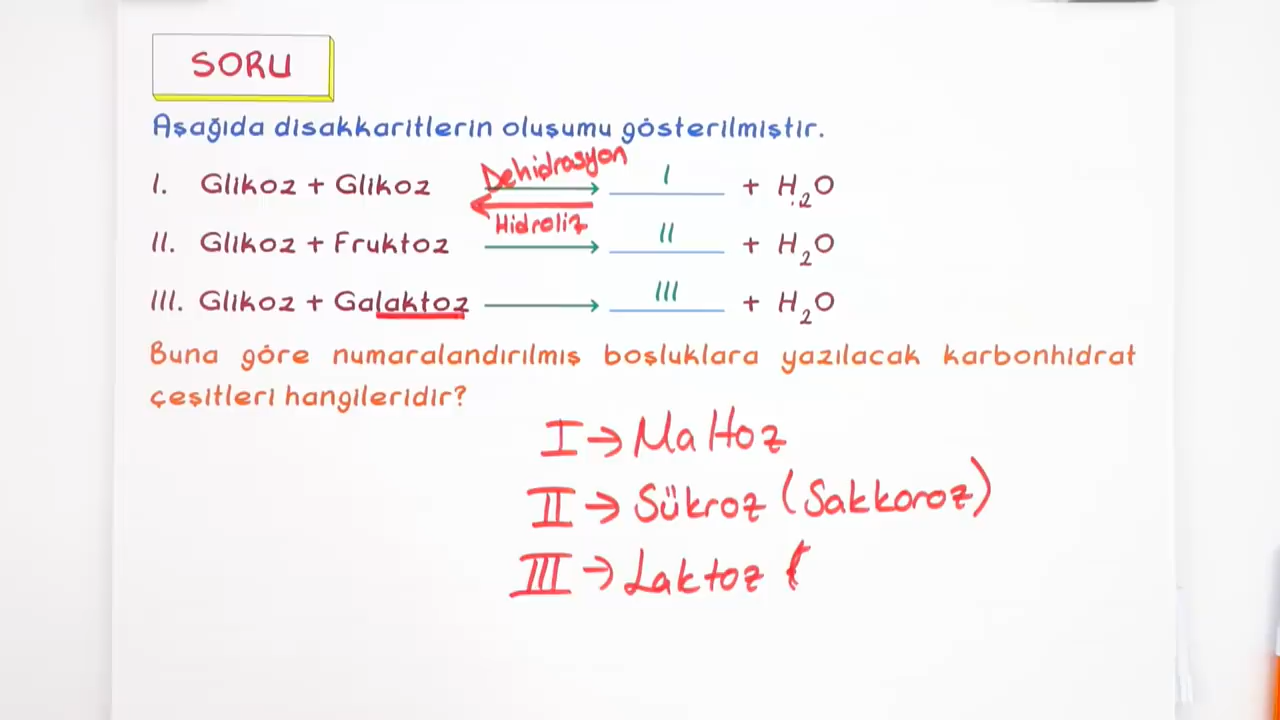 SORU
Aşağıda disakkaritlerin oluşumu gösterilmiştir.
Dehidrasyon
I. Glikoz + Glikoz I + H₂O
Hidroliz
II. Glikoz + Fruktoz II + H₂O
III. Glikoz + Galaktoz III + H₂O
Buna göre numaralandırılmış boşluklara yazılacak karbonhidrat
çeşitleri hangileridir?
I → Maltoz
II → Sükroz (Sakkoroz)
III → Laktoz (